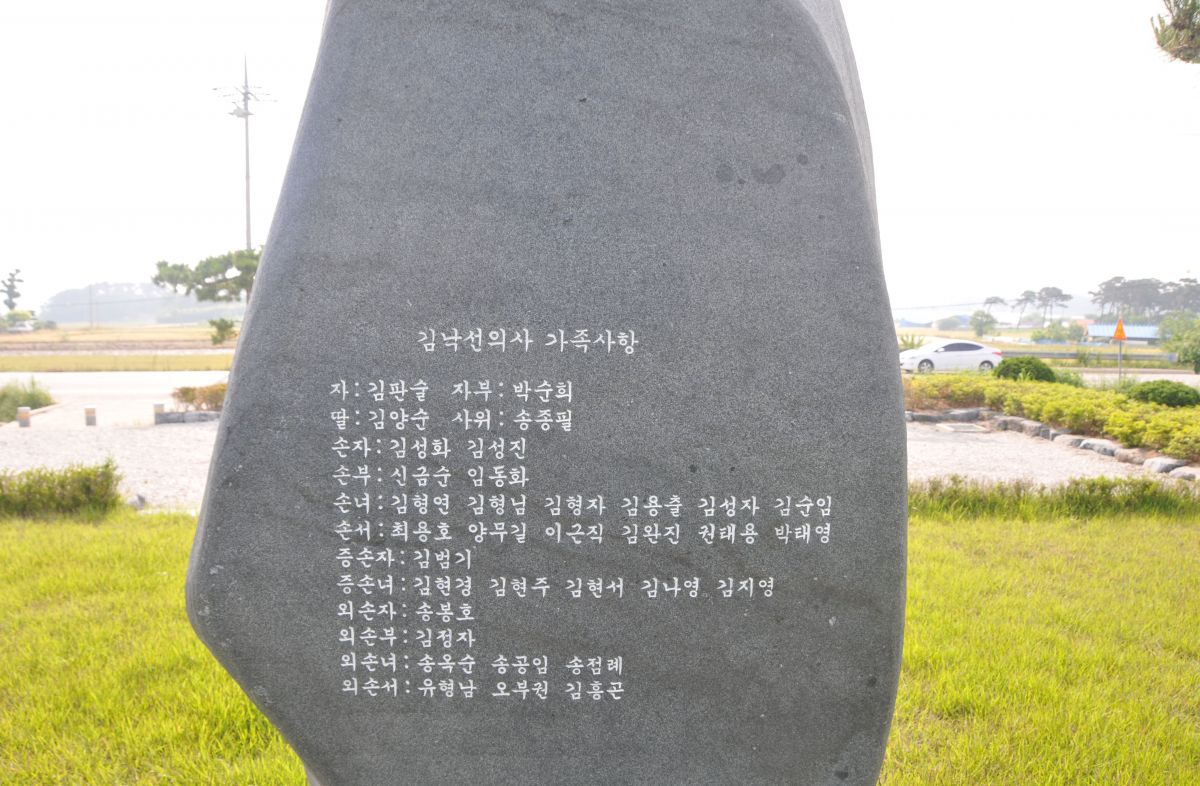 김낙선의사 가족사항
자:김판술 자부:박순희
딸:김양순 사위:송종필
손자:김성화 김성진
손부:신금순 임동화
손녀:김형연 김형님 김형자 김용출 김성자 김순임
손서:최용호 양무길 이근직 김완진 권태용 박태영
증손자:김범기
증손녀:김현경 김현주 김현서 김나영 김지영
외손자:송봉호
외손부:김정자
외손녀:송옥순 송공임 송점례
외손서:유형남 오부원 김흥곤